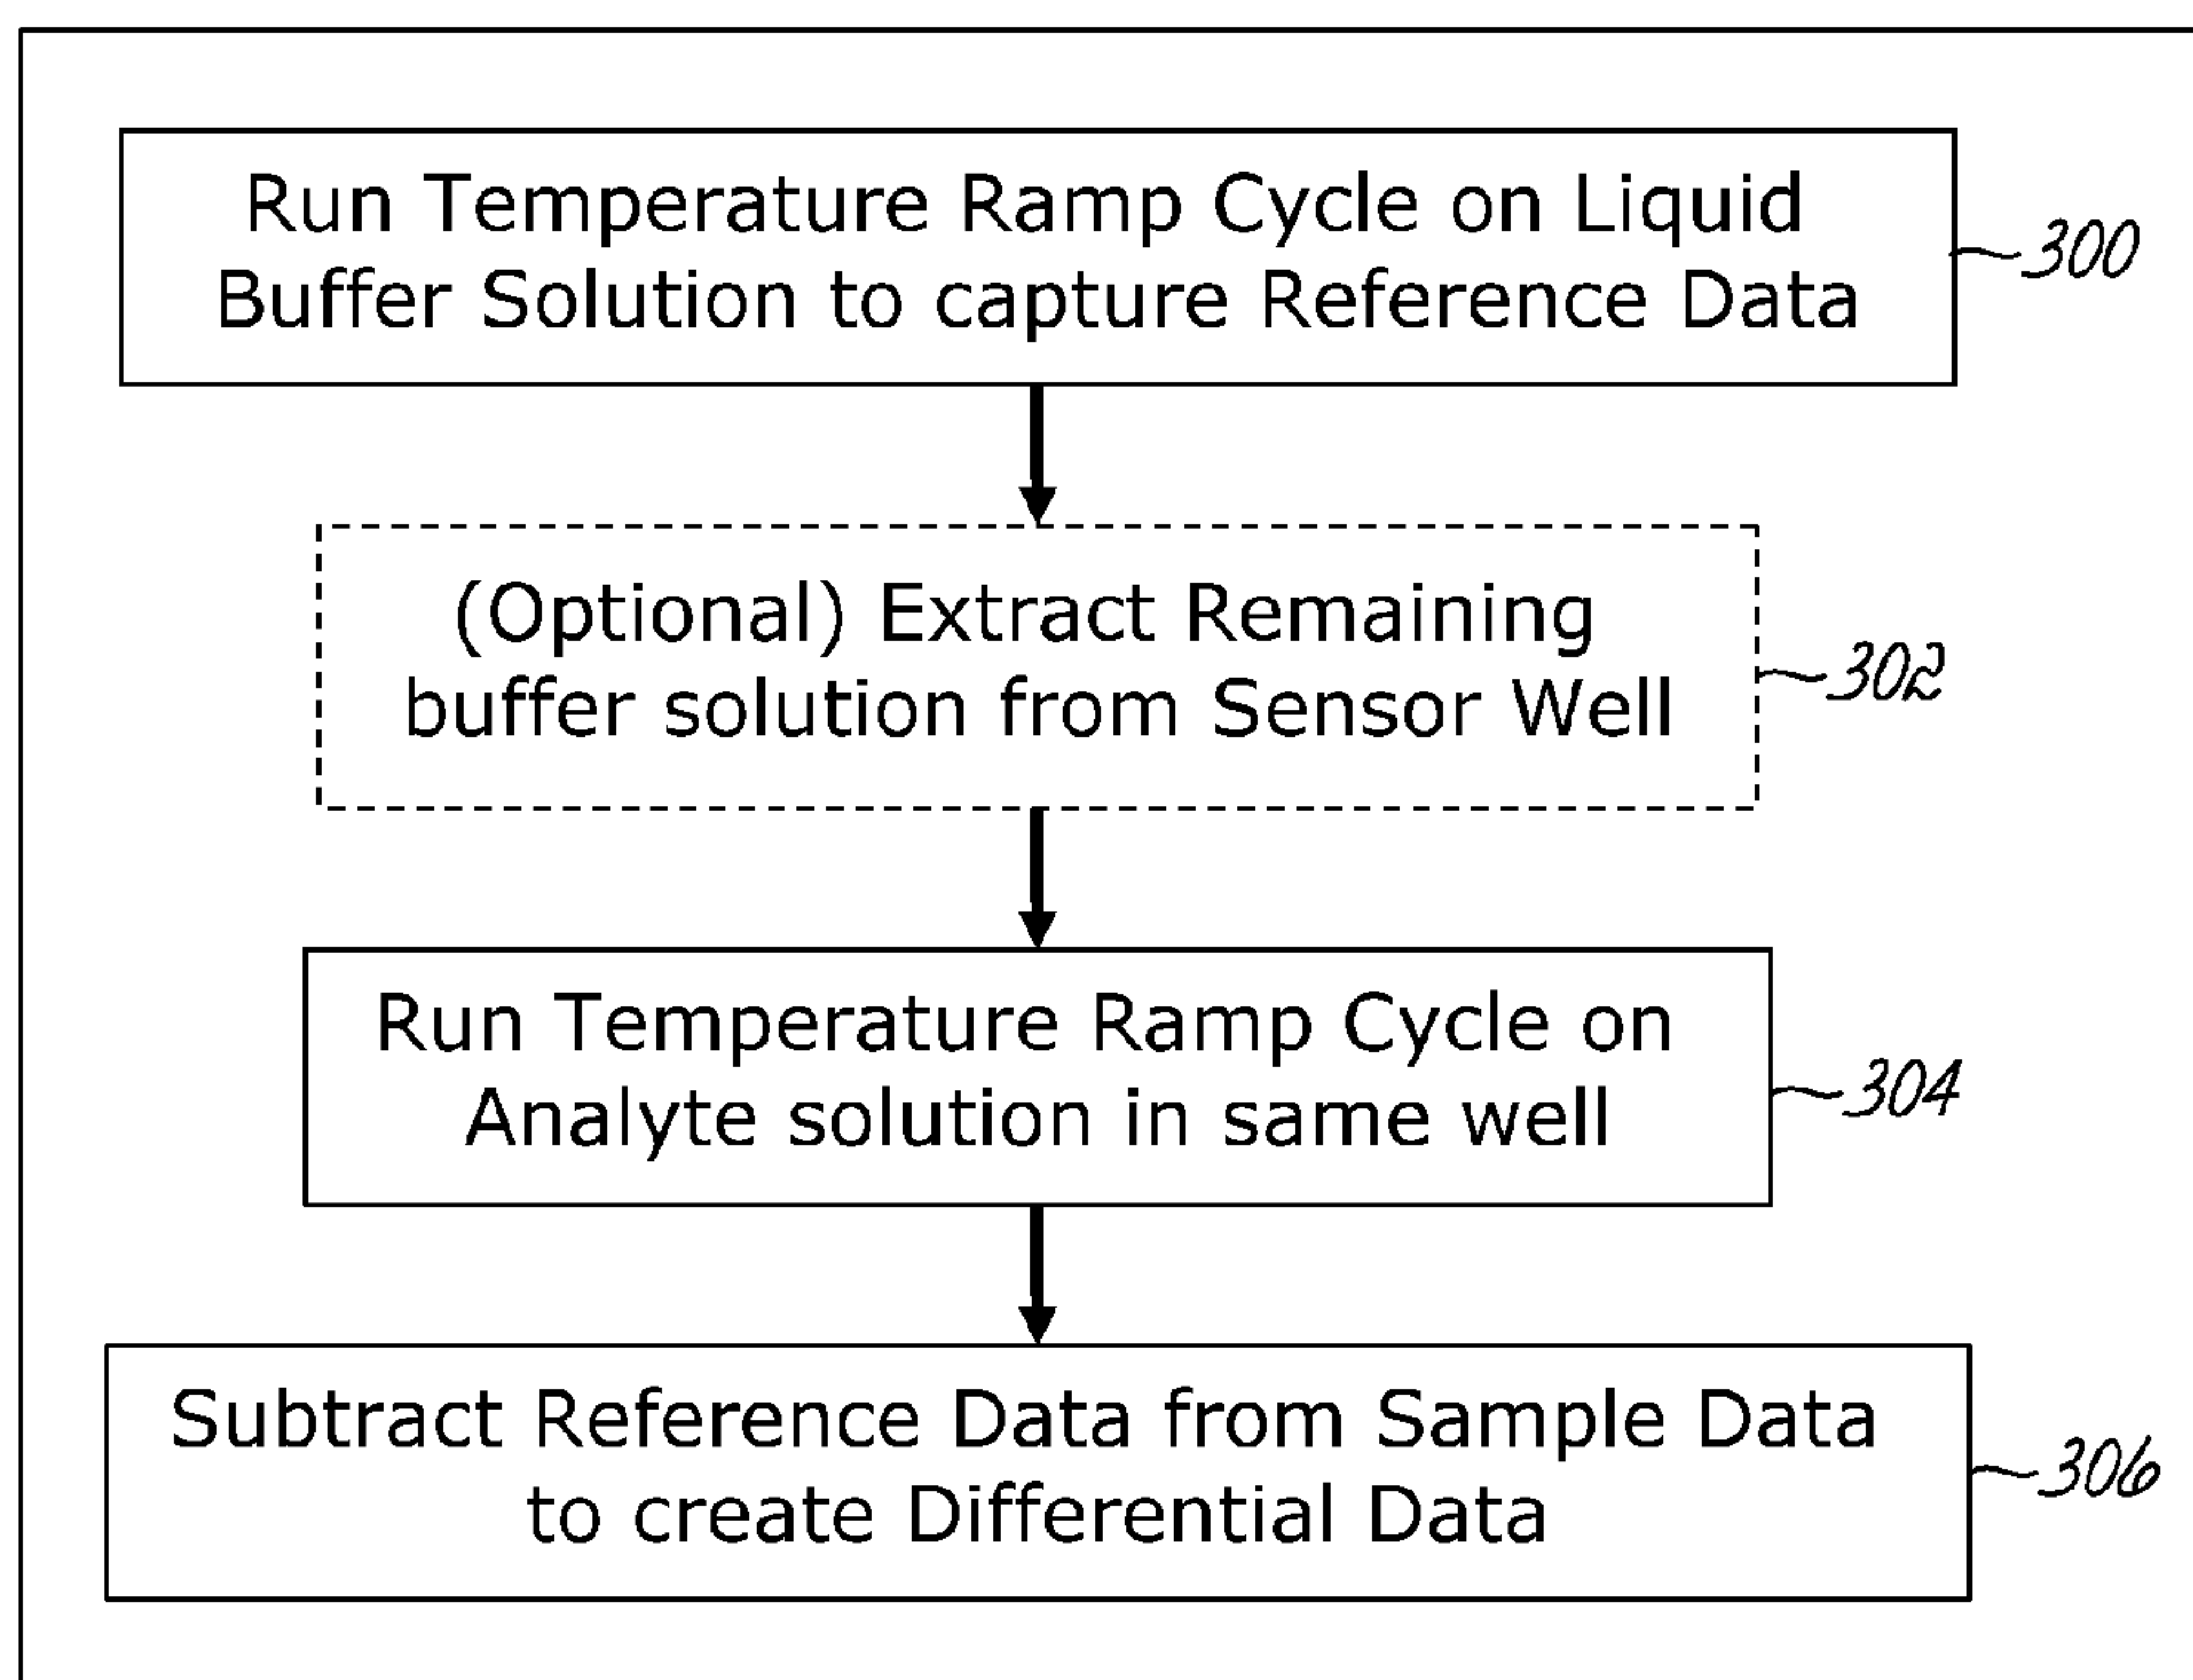 Run Temperature Ramp Cycle on Liquid
Buffer Solution to capture Reference Data
300
(Optional) Extract Remaining
buffer solution from Sensor Well
302
Run Temperature Ramp Cycle on
Analyte solution in same well
304
Subtract Reference Data from Sample Data
to create Differential Data
306